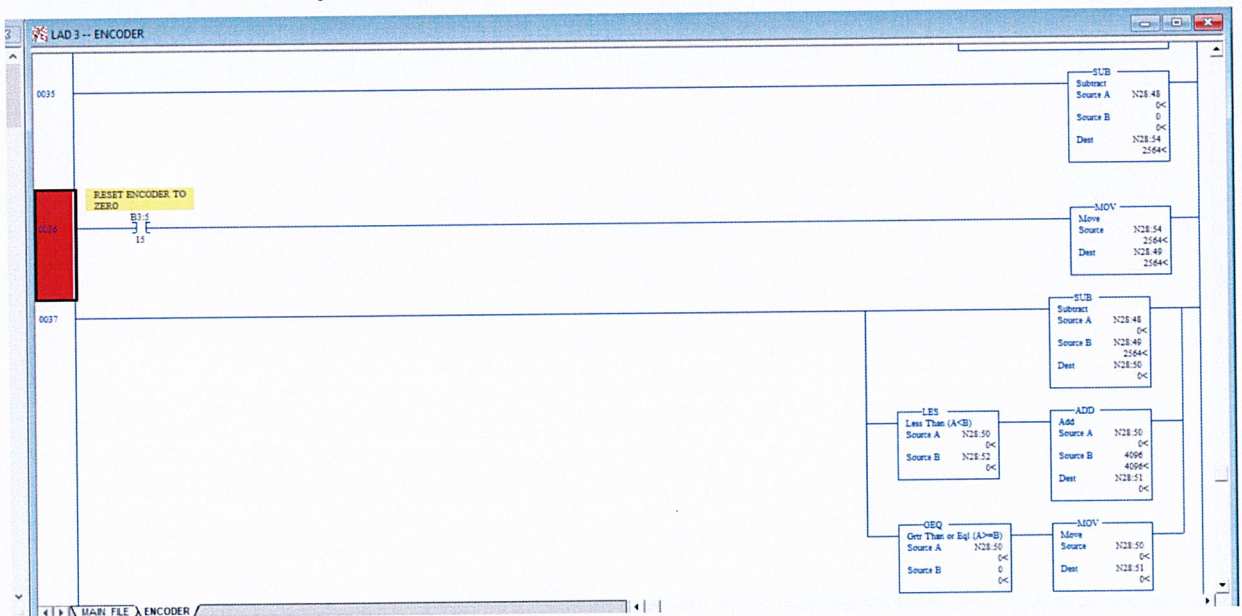 LAD 3 -- ENCODER
0035
SUB
Subtract
Source A N28:48
0<
Source B 0
0<
Dest N28:54
2564<
RESET ENCODER TO
ZERO
B3:5
15
0036
MOV
Move
Source N28:54
2564<
Dest N28:49
2564<
0037
SUB
Subtract
Source A N28:48
0<
Source B N28:49
2564<
Dest N28:50
0<
LES
Less Than (A<B)
Source A N28:50
0<
Source B N28:52
0<
ADD
Add
Source A N28:50
0<
Source B 4096
4096<
Dest N28:51
0<
GEQ
Grtr Than or Eql (A>=B)
Source A N28:50
0<
Source B 0
0<
MOV
Move
Source N28:50
0<
Dest N28:51
0<
MAIN FILE ENCODER